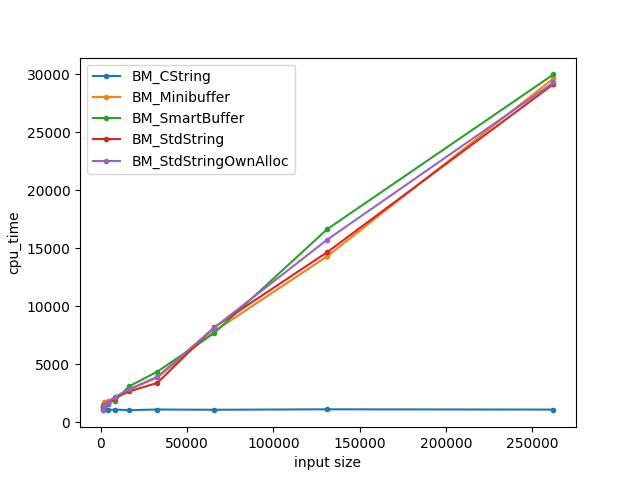 BM_CString
BM_Minibuffer
BM_SmartBuffer
BM_StdString
BM_StdStringOwnAlloc
30000
25000
20000
15000
10000
5000
0
cpu_time
0 50000 100000 150000 200000 250000
input size